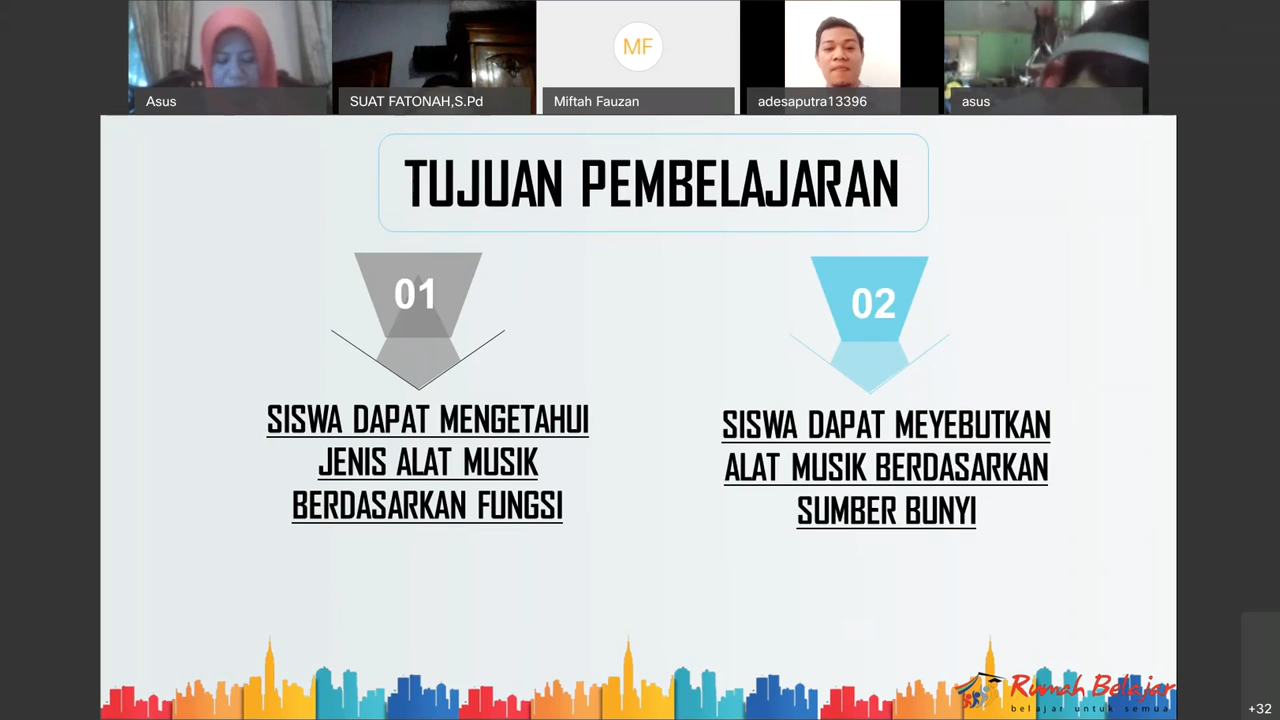 Asus
SUAT FATONAH,S.Pd
MF
Miftah Fauzan
adesaputra13396
asus
TUJUAN PEMBELAJARAN
01
SISWA DAPAT MENGETAHUI
JENIS ALAT MUSIK
BERDASARKAN FUNGSI
02
SISWA DAPAT MEYEBUTKAN
ALAT MUSIK BERDASARKAN
SUMBER BUNYI
Rumah Belajar
belajar untuk semua
+32